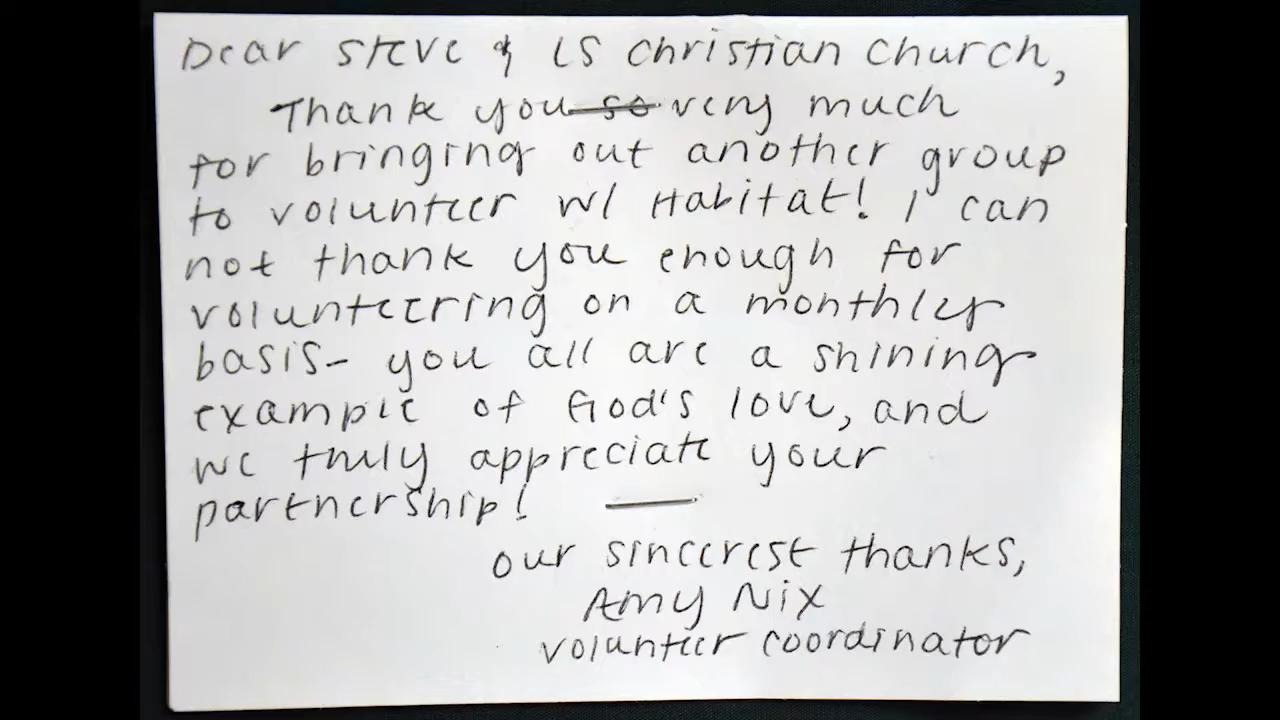 Dear Steve & LS Christian Church,
Thank you so very much
for bringing out another group
to volunteer w/ Habitat! I can
not thank you enough for
volunteering on a monthly
basis- you all are a shining
example of God's love, and
we truly appreciate your
partnership!
our sincerest thanks,
Amy Nix
volunteer coordinator